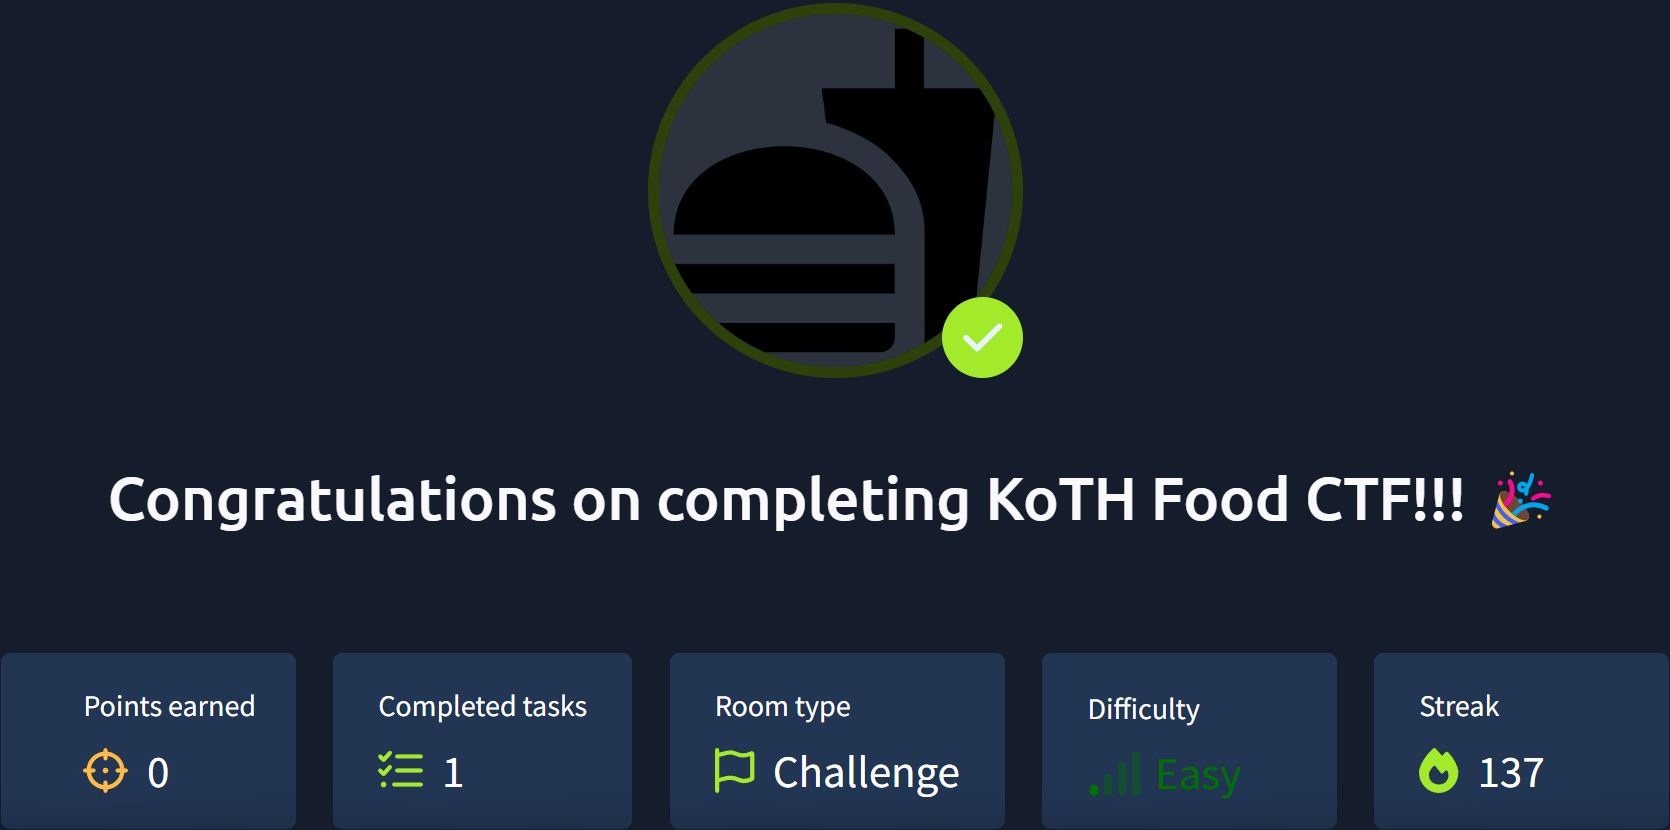 Congratulations on completing KoTH Food CTF!!! 🎉
Points earned
0
Completed tasks
1
Room type
Challenge
Difficulty
Easy
Streak
137